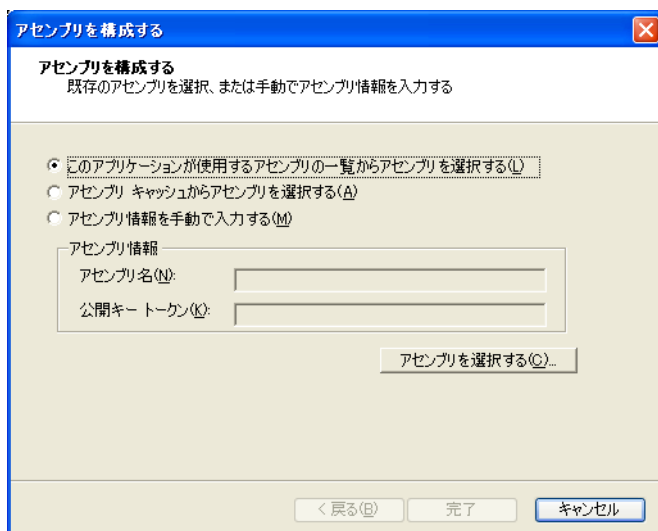 アセンブリを構成する
アセンブリを構成する
既存のアセンブリを選択、または手動でアセンブリ情報を入力する
このアプリケーションが使用するアセンブリの一覧からアセンブリを選択する(L)
アセンブリ キャッシュからアセンブリを選択する(A)
アセンブリ情報を手動で入力する(M)
アセンブリ情報
アセンブリ名(N):
公開キー トークン(K):
アセンブリを選択する(C)...
< 戻る(B) 完了 キャンセル